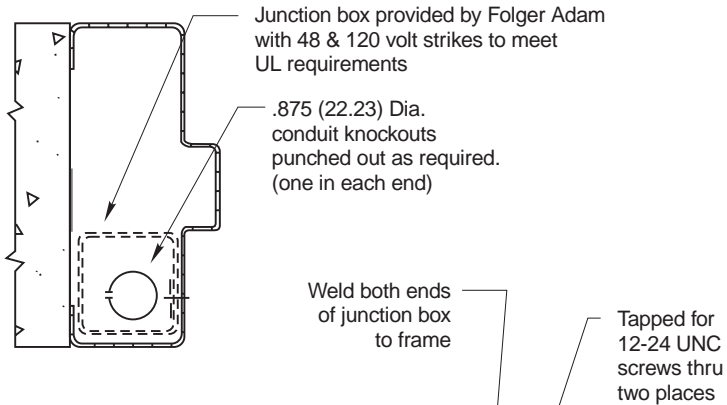 Junction box provided by Folger Adam
with 48 & 120 volt strikes to meet
UL requirements
.875 (22.23) Dia.
conduit knockouts
punched out as required.
(one in each end)
Weld both ends
of junction box
to frame
Tapped for
12-24 UNC
screws thru
two places